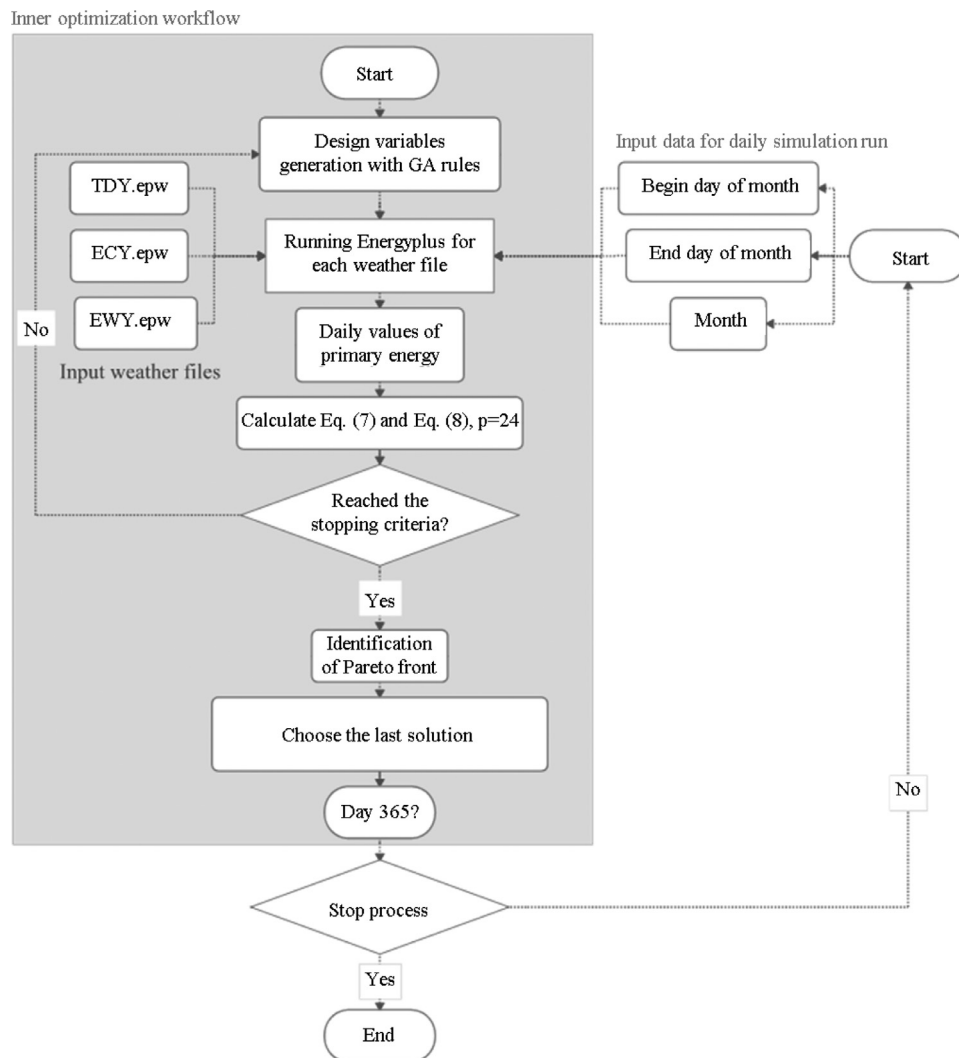 Inner optimization workflow
Start
Design variables
generation with GA rules
Input data for daily simulation run
TDY.epw
Begin day of month
ECY.epw
Running Energyplus for
each weather file
End day of month
Start
EWY.epw
Month
No
Daily values of
primary energy
Input weather files
Calculate Eq. (7) and Eq. (8), p=24
Reached the
stopping criteria?
Yes
Identification
of Pareto front
Choose the last solution
No
Day 365?
Stop process
Yes
End